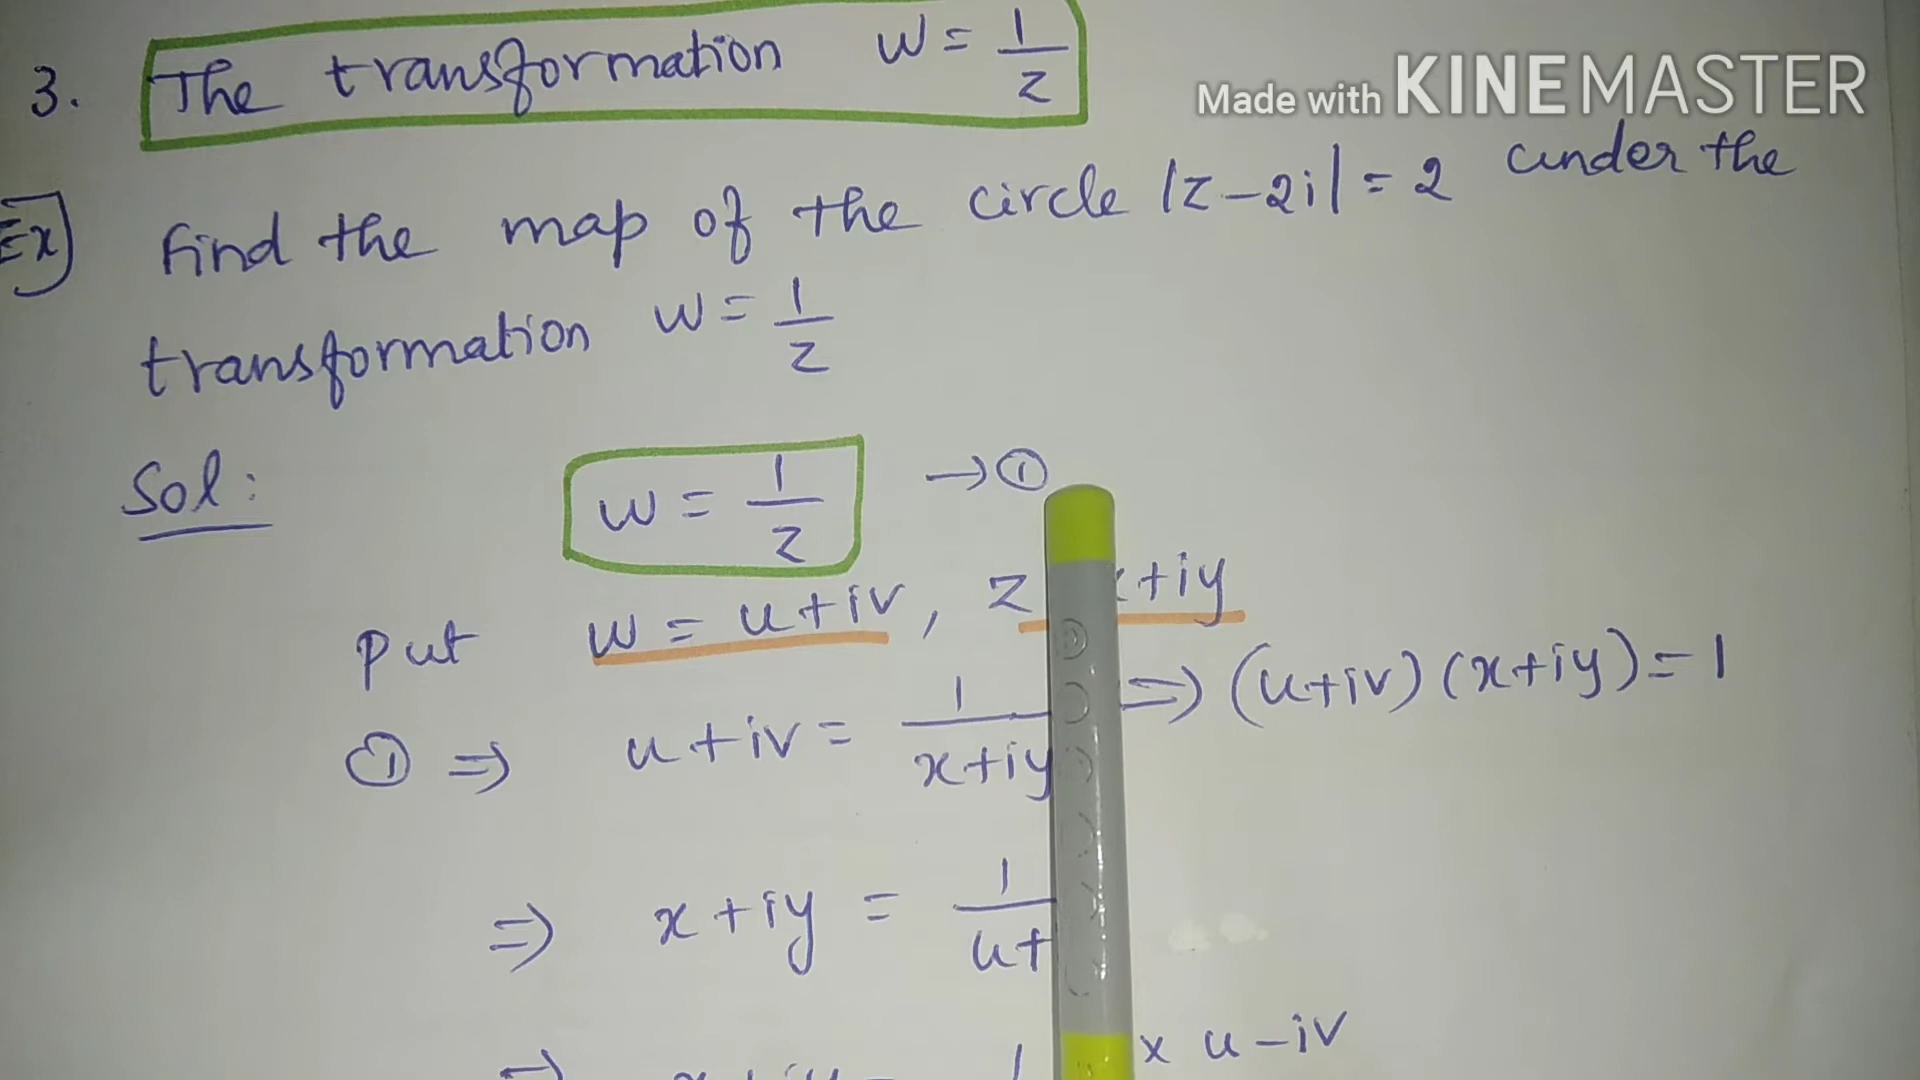 3. The transformation w = 1/z
Made with KINEMASTER
Ex) Find the map of the circle |z-2i| = 2 under the
transformation w = 1/z
Sol: w = 1/z → ①
put w = u+iv, z x+iy
① ⇒ u+iv = 1/x+iy ⇒ (u+iv)(x+iy) = 1
⇒ x+iy = 1/u+
⇒ 1 x u-iv